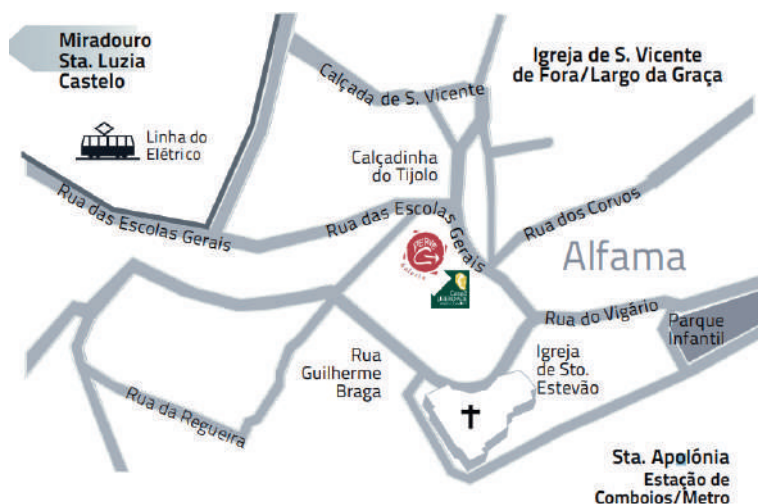 Miradouro
Sta. Luzia
Castelo
Igreja de S. Vicente
de Fora/Largo da Graça
Calçada de S. Vicente
Linha do
Elétrico
Calçadinha
do Tijolo
Rua das Escolas Gerais
Rua das Escolas Gerais
Rua dos Corvos
PERVE
Galeria
Alfama
Rua do Vigário
Parque
Infantil
Rua
Guilherme
Braga
Igreja
de Sto.
Estevão
Rua da Regueira
Sta. Apolónia
Estação de
Comboios/Metro